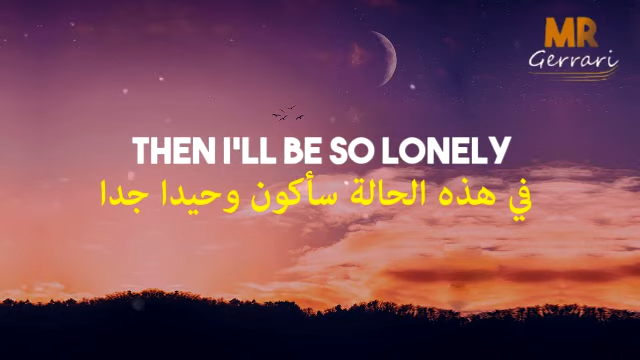 MR
Gerrari
THEN I'LL BE SO LONELY
في هذه الحالة سأكون وحيدا جدا